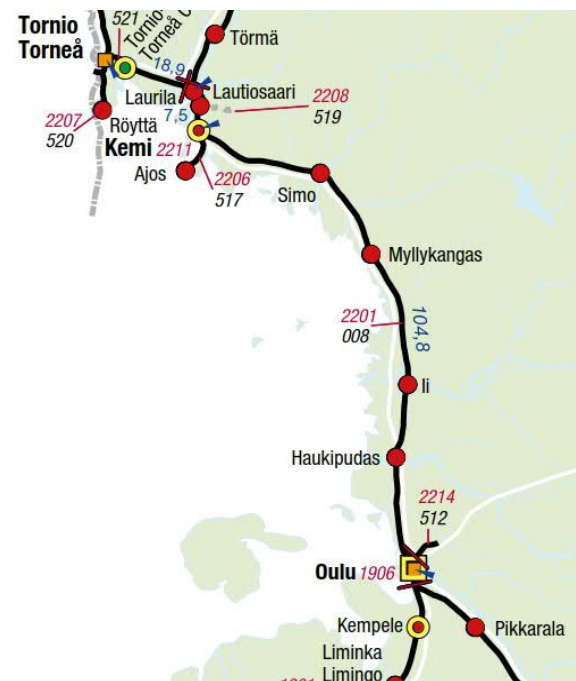 521
Tornio-
Torneå
Tornio
Torneå
Törmä
18,9
Laurila
Lautiosaari
2208
519
7,5
2207
520
Röyttä
Kemi 2211
Ajos
2206
517
Simo
Myllykangas
2201
008
104,8
Ii
Haukipudas
2214
512
Oulu 1906
Kempele
Pikkarala
Liminka
Limingo